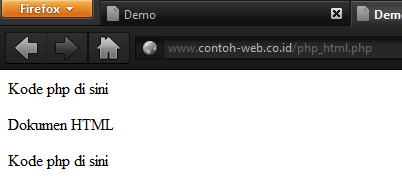 Firefox
Demo
Demo
www.contoh-web.co.id/php_html.php
Kode php di sini
Dokumen HTML
Kode php di sini